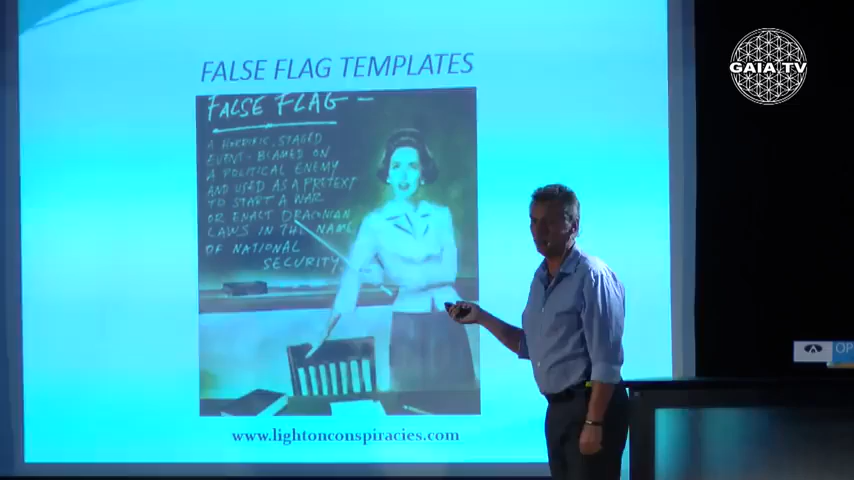 GAIA TV
FALSE FLAG TEMPLATES
FALSE FLAG -
A HORRIFIC, STAGED
EVENT - BLAMED ON
A POLITICAL ENEMY
AND USED AS A PRETEXT
TO START A WAR
OR ENACT DRACONIAN
LAWS IN THE NAME
OF NATIONAL
SECURITY
www.lightonconspiracies.com
OP